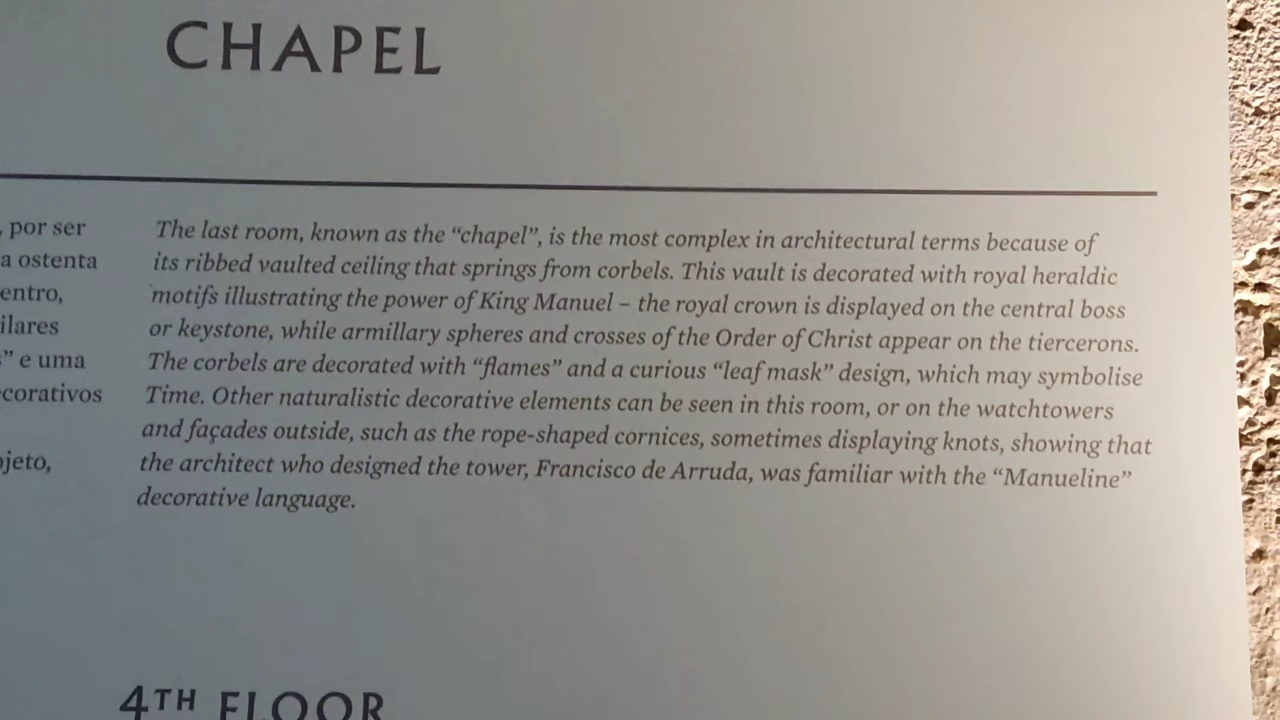 CHAPEL
por ser
a ostenta
entro,
ilares
” e uma
corativos
jeto,
The last room, known as the “chapel”, is the most complex in architectural terms because of
its ribbed vaulted ceiling that springs from corbels. This vault is decorated with royal heraldic
motifs illustrating the power of King Manuel – the royal crown is displayed on the central boss
or keystone, while armillary spheres and crosses of the Order of Christ appear on the tiercerons.
The corbels are decorated with “flames” and a curious “leaf mask” design, which may symbolise
Time. Other naturalistic decorative elements can be seen in this room, or on the watchtowers
and façades outside, such as the rope-shaped cornices, sometimes displaying knots, showing that
the architect who designed the tower, Francisco de Arruda, was familiar with the “Manueline”
decorative language.
4TH FLOOR